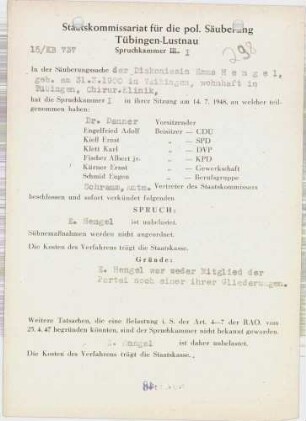 Staatskommissariat für die pol. Säuberung
Tübingen-Lustnau
15/KB 737 Spruchkammer III. I
298
In der Säuberungssache der Diakonissin Emma Hengel,
geb. am 31.8.1900 in Vaihingen, wohnhaft in
Tübingen, Chirur.Klinik,
hat die Spruchkammer I in ihrer Sitzung am 14.7.1948, an welcher teil-
genommen haben:
Dr. Danner Vorsitzender
Engelfried Adolf Beisitzer — CDU
Kioll Ernst „ — SPD
Klett Karl „ — DVP
Fischer Albert jr. „ — KPD
Kürner Ernst „ — Gewerkschaft
Schmid Eugen „ — Berufsgruppe
Schramm, Vertreter des Staatskommissars
beschlossen und sofort verkündet folgenden
SPRUCH:
E. Hengel ist unbelastet.
Sühnemaßnahmen werden nicht angeordnet.
Die Kosten des Verfahrens trägt die Staatskasse.
Gründe:
E. Hengel war weder Mitglied der
Partei noch einer ihrer Gliederungen.
Weitere Tatsachen, die eine Belastung i. S. der Art. 4—7 der RAO. vom
25. 4. 47 begründen könnten, sind der Spruchkammer nicht bekannt geworden.
E. Hengel ist daher unbelastet.
Die Kosten des Verfahrens trägt die Staatskasse.